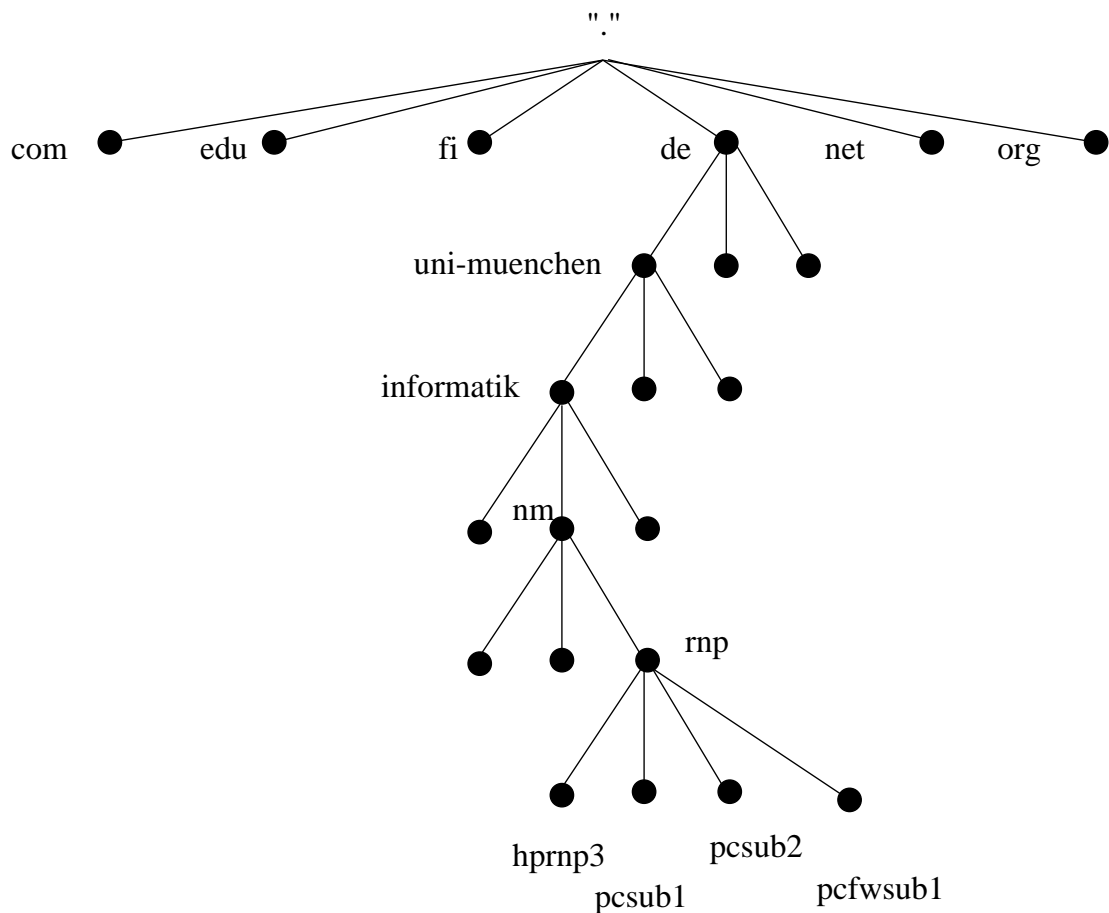 "."
com edu fi de net org
uni-muenchen
informatik
nm
rnp
hprnp3 pcsub2
pcsub1 pcfwsub1